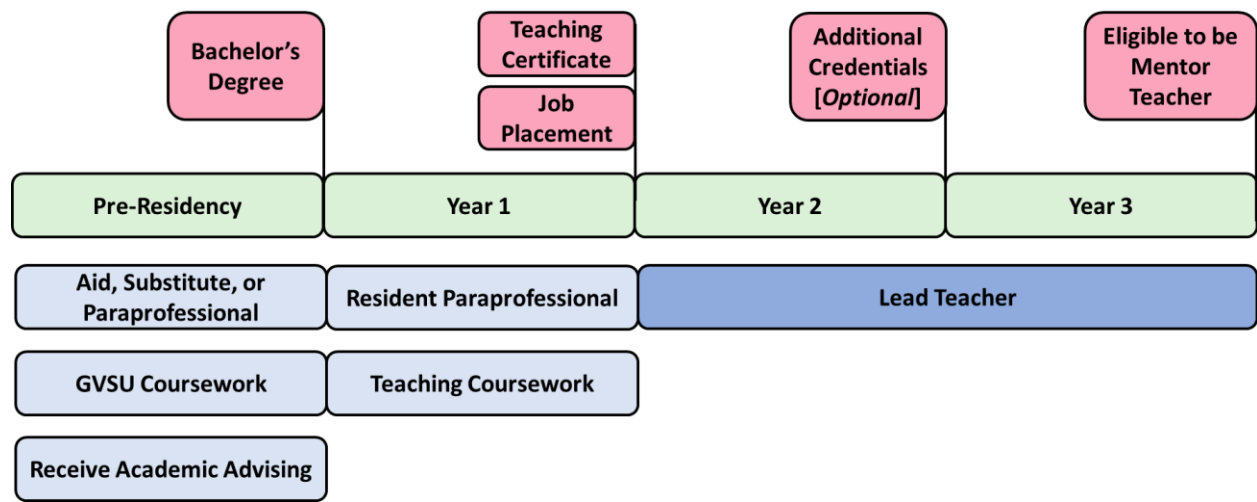 Bachelor's
Degree
Teaching
Certificate
Job
Placement
Additional
Credentials
[Optional]
Eligible to be
Mentor
Teacher
Pre-Residency
Year 1
Year 2
Year 3
Aid, Substitute, or
Paraprofessional
Resident Paraprofessional
Lead Teacher
GVSU Coursework
Teaching Coursework
Receive Academic Advising